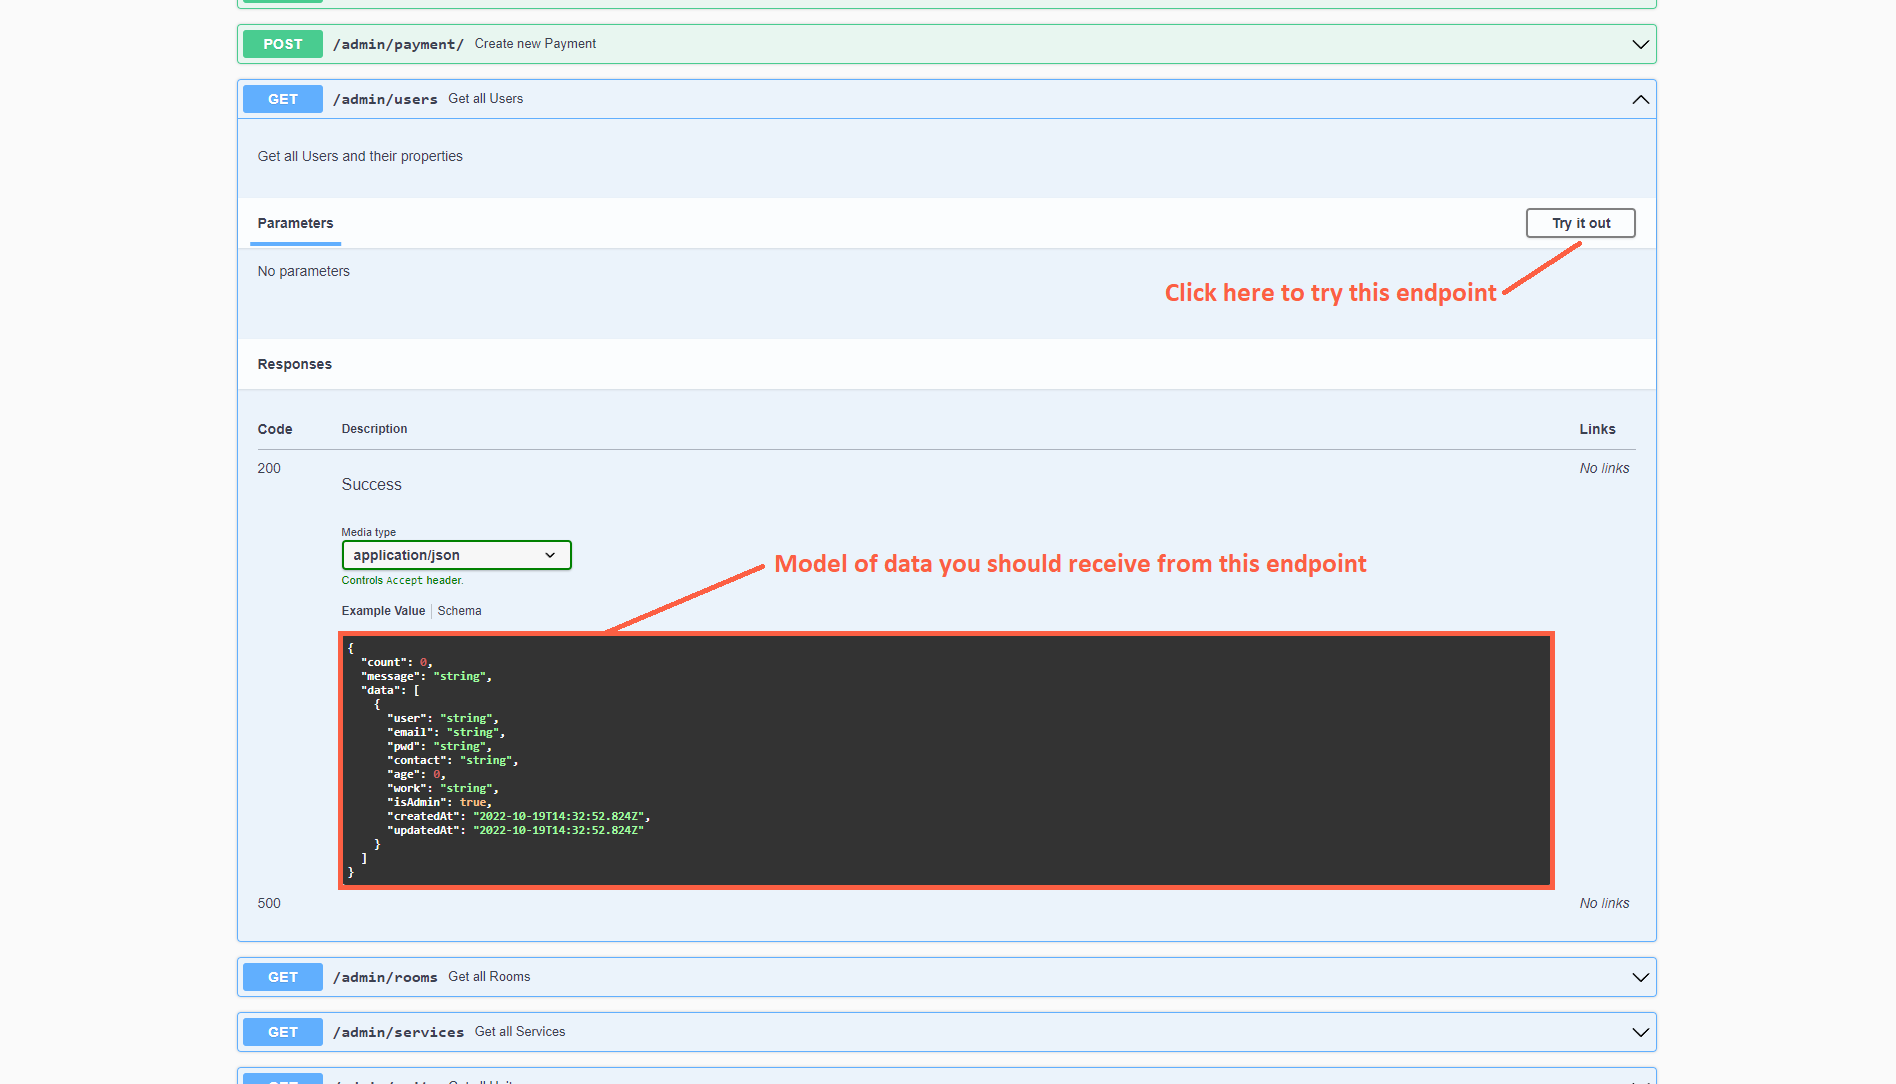 POST /admin/payment/ Create new Payment
GET /admin/users Get all Users
Get all Users and their properties
Parameters
Try it out
No parameters
Click here to try this endpoint
Responses
Code Description Links
200 No links
Success
Media type
application/json
Controls Accept header.
Model of data you should receive from this endpoint
Example Value | Schema
{
"count": 0,
"message": "string",
"data": [
{
"user": "string",
"email": "string",
"pwd": "string",
"contact": "string",
"age": 0,
"work": "string",
"isAdmin": true,
"createdAt": "2022-10-19T14:32:52.824Z",
"updatedAt": "2022-10-19T14:32:52.824Z"
}
]
}
500 No links
GET /admin/rooms Get all Rooms
GET /admin/services Get all Services
GET